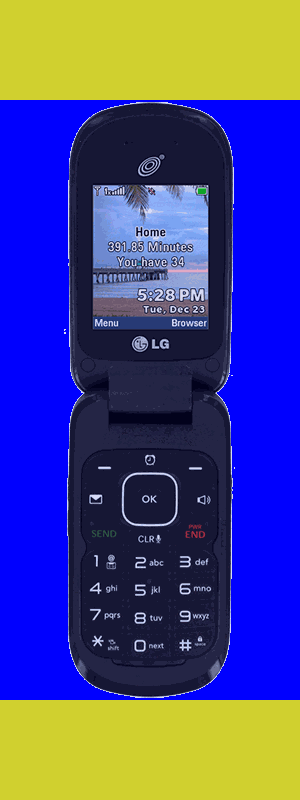 Home
391.85 Minutes
You have 34
5:28 PM
Tue, Dec 23
Menu Browser
LG
OK
SEND CLR PWR END
1 @ 2 abc 3 def
4 ghi 5 jkl 6 mno
7 pqrs 8 tuv 9 wxyz
* shift 0 next # space